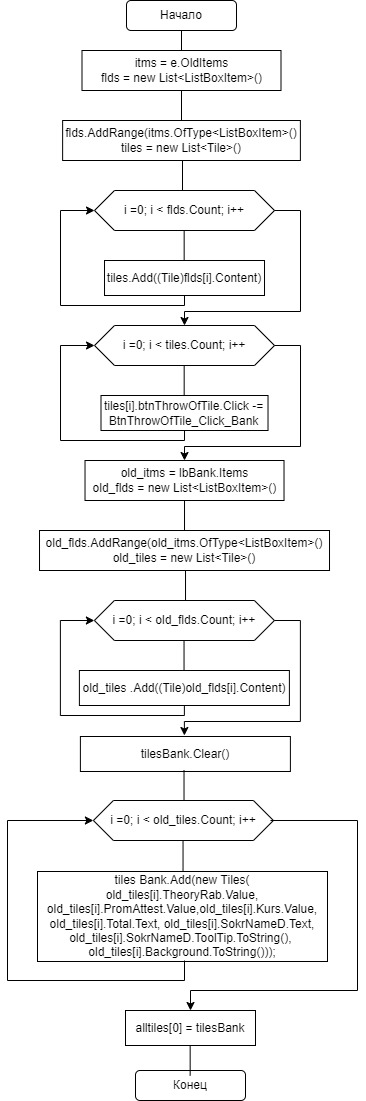 Начало
itms = e.OldItems
flds = new List<ListBoxItem>()
flds.AddRange(itms.OfType<ListBoxItem>()
tiles = new List<Tile>()
i =0; i < flds.Count; i++
tiles.Add((Tile)flds[i].Content)
i =0; i < tiles.Count; i++
tiles[i].btnThrowOfTile.Click -=
BtnThrowOfTile_Click_Bank
old_itms = lbBank.Items
old_flds = new List<ListBoxItem>()
old_flds.AddRange(old_itms.OfType<ListBoxItem>()
old_tiles = new List<Tile>()
i =0; i < old_flds.Count; i++
old_tiles .Add((Tile)old_flds[i].Content)
tilesBank.Clear()
i =0; i < old_tiles.Count; i++
tiles Bank.Add(new Tiles(
old_tiles[i].TheoryRab.Value,
old_tiles[i].PromAttest.Value,old_tiles[i].Kurs.Value,
old_tiles[i].Total.Text, old_tiles[i].SokrNameD.Text,
old_tiles[i].SokrNameD.ToolTip.ToString(),
old_tiles[i].Background.ToString()));
alltiles[0] = tilesBank
Конец